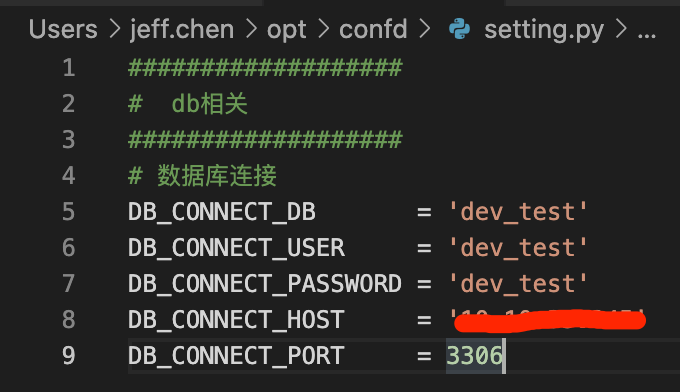 Users > jeff.chen > opt > confd > setting.py > ...
1 ###################
2 #  db相关
3 ###################
4 # 数据库连接
5 DB_CONNECT_DB       = 'dev_test'
6 DB_CONNECT_USER     = 'dev_test'
7 DB_CONNECT_PASSWORD = 'dev_test'
8 DB_CONNECT_HOST     =
9 DB_CONNECT_PORT     = 3306